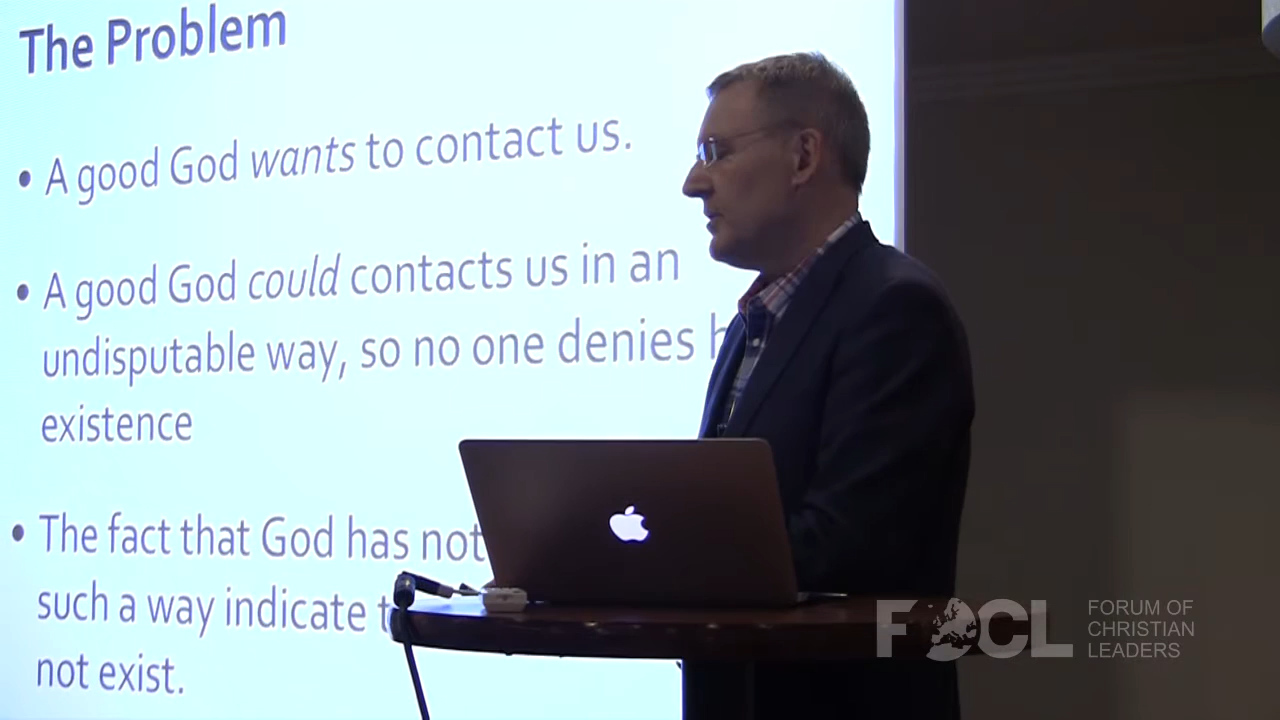 The Problem
• A good God wants to contact us.
• A good God could contacts us in an
undisputable way, so no one denies
existence
• The fact that God has not
such a way indicate
not exist.
FOCL
FORUM OF
CHRISTIAN
LEADERS